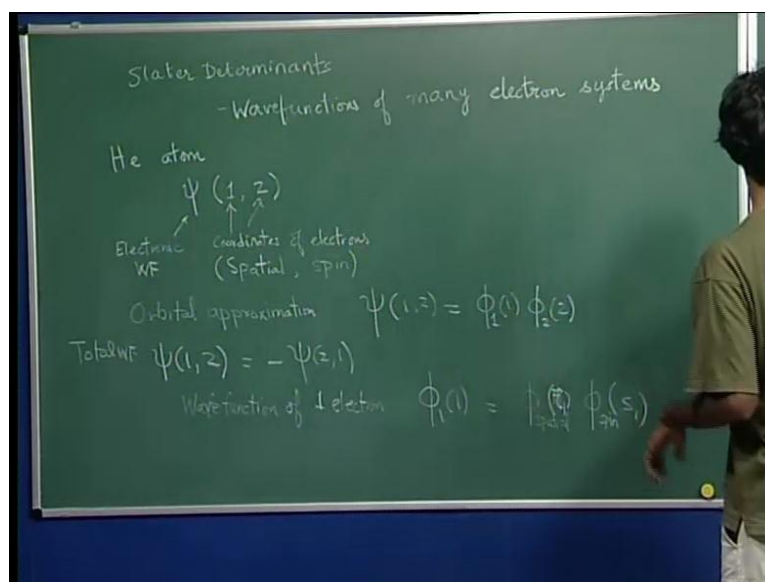 Slater Determinants
- Wavefunctions of many electron systems
He atom
ψ (1, 2)
Electronic WF
Coordinates of electrons
(Spatial, spin)
Orbital approximation ψ(1,2) = ϕ₁(1) ϕ₂(2)
Total WF ψ(1,2) = - ψ(2,1)
Wavefunction of 1 electron ϕ₁(1) = ϕ ϕ (s₁)